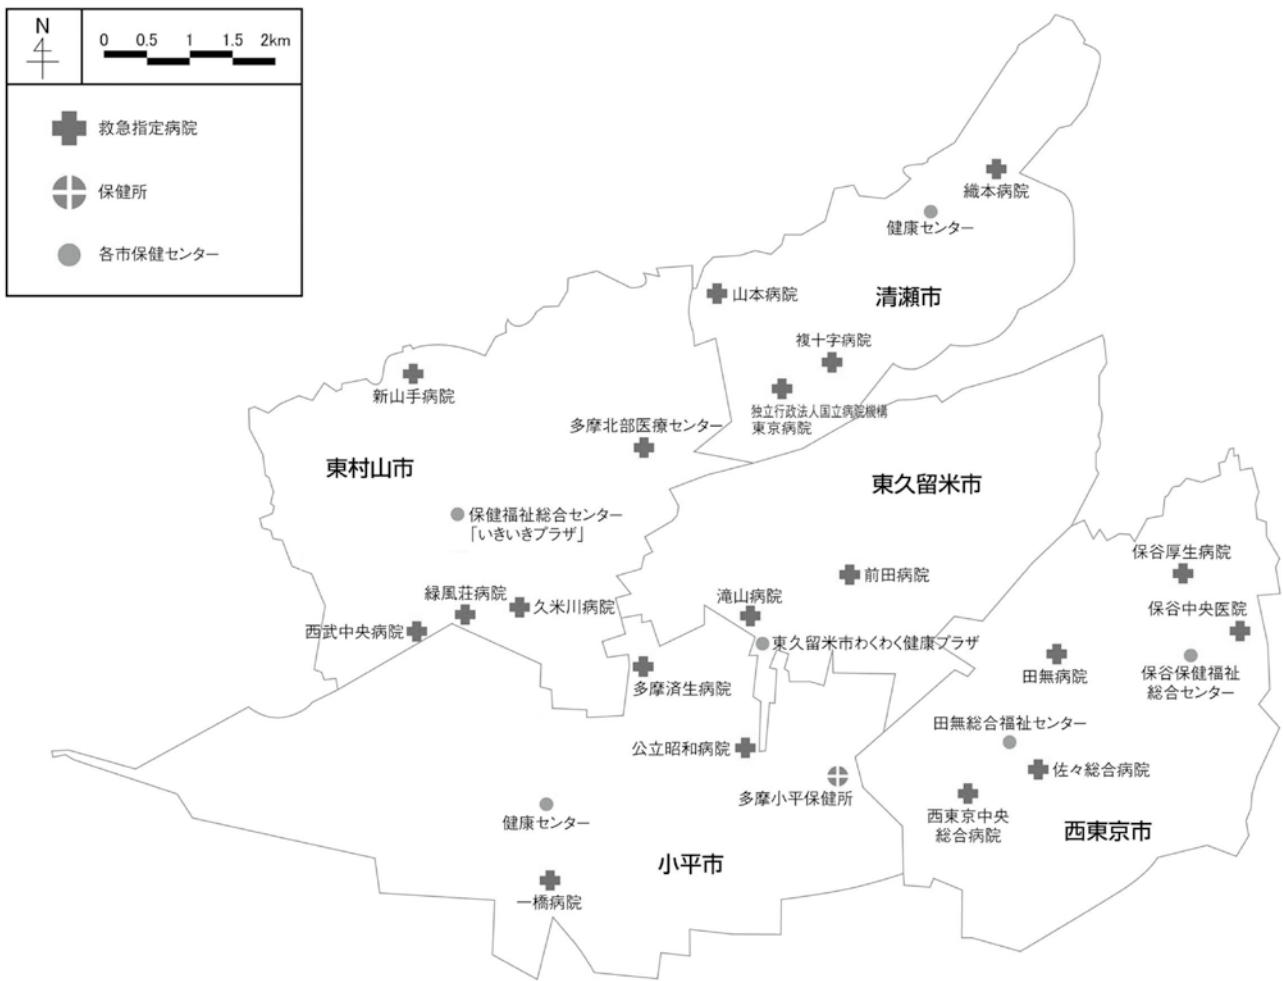 N
0 0.5 1 1.5 2km
救急指定病院
保健所
各市保健センター
織本病院
健康センター
山本病院
清瀬市
複十字病院
独立行政法人国立病院機構
東京病院
新山手病院
多摩北部医療センター
東村山市
保健福祉総合センター
「いきいきプラザ」
緑風荘病院
久米川病院
西武中央病院
東久留米市
前田病院
滝山病院
東久留米市わくわく健康プラザ
保谷厚生病院
保谷中央医院
田無病院
保谷保健福祉
総合センター
田無総合福祉センター
佐々総合病院
西東京中央
総合病院
西東京市
多摩済生病院
公立昭和病院
多摩小平保健所
健康センター
小平市
一橋病院